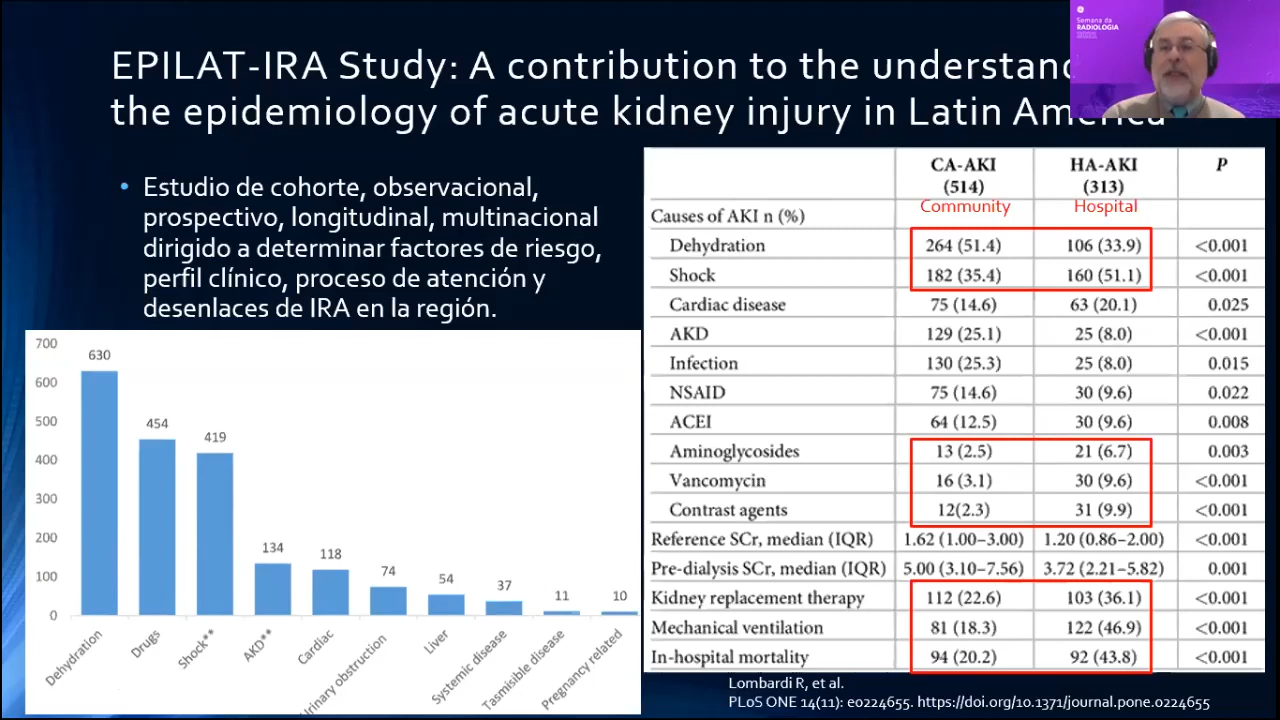 Semana da
RADIOLOGIA
EPILAT-IRA Study: A contribution to the
the epidemiology of acute kidney injury in Latin America
• Estudio de cohorte, observacional,
prospectivo, longitudinal, multinacional
dirigido a determinar factores de riesgo,
perfil clínico, proceso de atención y
desenlaces de IRA en la región.
700
600
500
400
300
200
100
0
630
454
419
134
118
74
54
37
11
10
Dehydration
Drugs
Shock**
AKD**
Cardiac
Urinary obstruction
Liver
Systemic disease
Tasmisible disease
Pregnancy related
CA-AKI HA-AKI P
(514) (313)
Community Hospital
Causes of AKI n (%)
Dehydration 264 (51.4) 106 (33.9) <0.001
Shock 182 (35.4) 160 (51.1) <0.001
Cardiac disease 75 (14.6) 63 (20.1) 0.025
AKD 129 (25.1) 25 (8.0) <0.001
Infection 130 (25.3) 25 (8.0) 0.015
NSAID 75 (14.6) 30 (9.6) 0.022
ACEI 64 (12.5) 30 (9.6) 0.008
Aminoglycosides 13 (2.5) 21 (6.7) 0.003
Vancomycin 16 (3.1) 30 (9.6) <0.001
Contrast agents 12(2.3) 31 (9.9) <0.001
Reference SCr, median (IQR) 1.62 (1.00–3.00) 1.20 (0.86–2.00) <0.001
Pre-dialysis SCr, median (IQR) 5.00 (3.10–7.56) 3.72 (2.21–5.82) 0.001
Kidney replacement therapy 112 (22.6) 103 (36.1) <0.001
Mechanical ventilation 81 (18.3) 122 (46.9) <0.001
In-hospital mortality 94 (20.2) 92 (43.8) <0.001
Lombardi R, et al.
PLoS ONE 14(11): e0224655. https://doi.org/10.1371/journal.pone.0224655